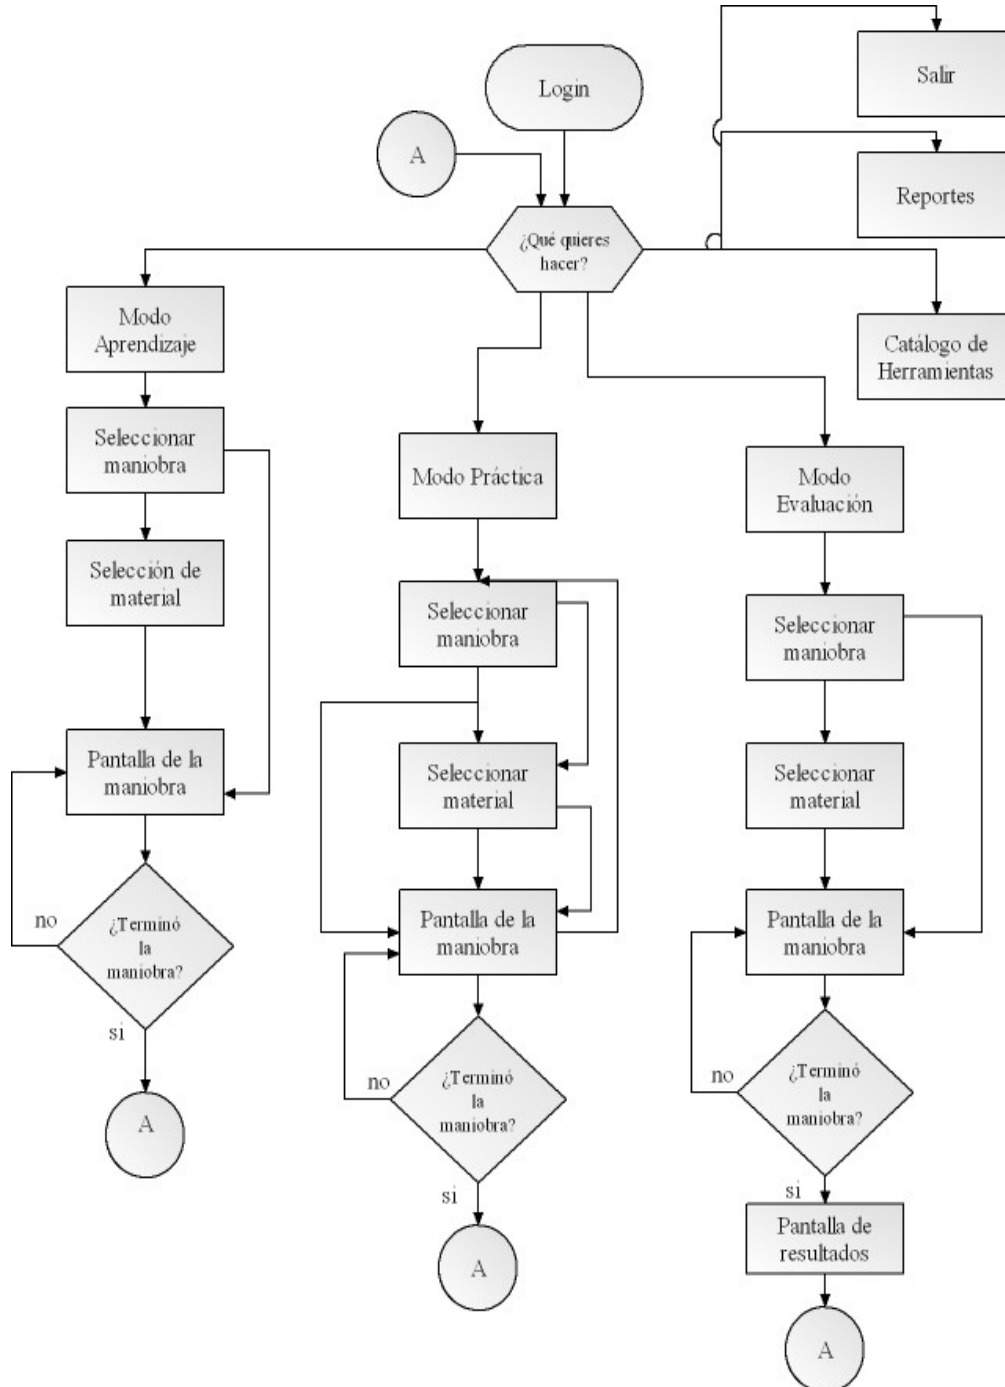 Salir
Login
A
Reportes
¿Qué quieres
hacer?
Modo
Aprendizaje
Catálogo de
Herramientas
Seleccionar
maniobra
Modo Práctica
Modo
Evaluación
Selección de
material
Seleccionar
maniobra
Seleccionar
maniobra
Pantalla de la
maniobra
Seleccionar
material
Seleccionar
material
no
¿Terminó
la
maniobra?
si
Pantalla de la
maniobra
Pantalla de la
maniobra
A
no
¿Terminó
la
maniobra?
si
no
¿Terminó
la
maniobra?
si
A
Pantalla de
resultados
A